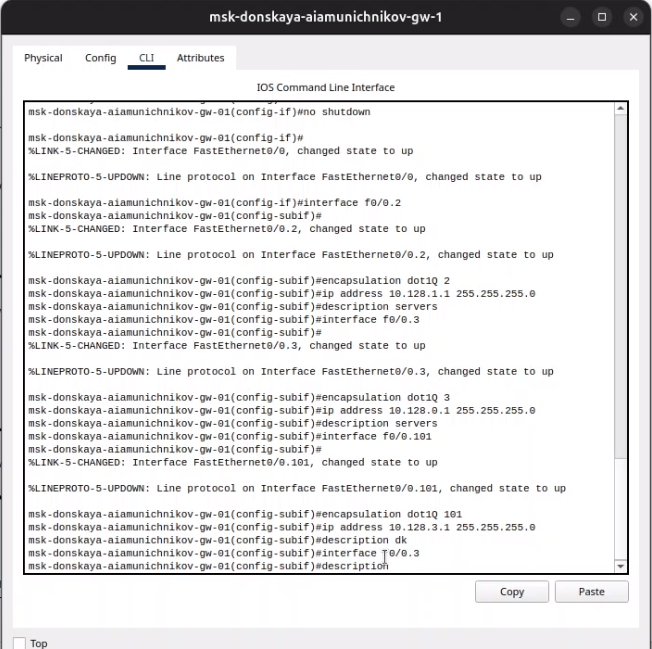 msk-donskaya-aiamunichnikov-gw-1
Physical Config CLI Attributes
IOS Command Line Interface
msk-donskaya-aiamunichnikov-gw-01(config-if)#no shutdown
msk-donskaya-aiamunichnikov-gw-01(config-if)#
%LINK-5-CHANGED: Interface FastEthernet0/0, changed state to up
%LINEPROTO-5-UPDOWN: Line protocol on Interface FastEthernet0/0, changed state to up
msk-donskaya-aiamunichnikov-gw-01(config-if)#interface f0/0.2
msk-donskaya-aiamunichnikov-gw-01(config-subif)#
%LINK-5-CHANGED: Interface FastEthernet0/0.2, changed state to up
%LINEPROTO-5-UPDOWN: Line protocol on Interface FastEthernet0/0.2, changed state to up
msk-donskaya-aiamunichnikov-gw-01(config-subif)#encapsulation dot1Q 2
msk-donskaya-aiamunichnikov-gw-01(config-subif)#ip address 10.128.1.1 255.255.255.0
msk-donskaya-aiamunichnikov-gw-01(config-subif)#description servers
msk-donskaya-aiamunichnikov-gw-01(config-subif)#interface f0/0.3
msk-donskaya-aiamunichnikov-gw-01(config-subif)#
%LINK-5-CHANGED: Interface FastEthernet0/0.3, changed state to up
%LINEPROTO-5-UPDOWN: Line protocol on Interface FastEthernet0/0.3, changed state to up
msk-donskaya-aiamunichnikov-gw-01(config-subif)#encapsulation dot1Q 3
msk-donskaya-aiamunichnikov-gw-01(config-subif)#ip address 10.128.0.1 255.255.255.0
msk-donskaya-aiamunichnikov-gw-01(config-subif)#description servers
msk-donskaya-aiamunichnikov-gw-01(config-subif)#interface f0/0.101
msk-donskaya-aiamunichnikov-gw-01(config-subif)#
%LINK-5-CHANGED: Interface FastEthernet0/0.101, changed state to up
%LINEPROTO-5-UPDOWN: Line protocol on Interface FastEthernet0/0.101, changed state to up
msk-donskaya-aiamunichnikov-gw-01(config-subif)#encapsulation dot1Q 101
msk-donskaya-aiamunichnikov-gw-01(config-subif)#ip address 10.128.3.1 255.255.255.0
msk-donskaya-aiamunichnikov-gw-01(config-subif)#description dk
msk-donskaya-aiamunichnikov-gw-01(config-subif)#interface f0/0.3
msk-donskaya-aiamunichnikov-gw-01(config-subif)#description
Copy Paste
Top